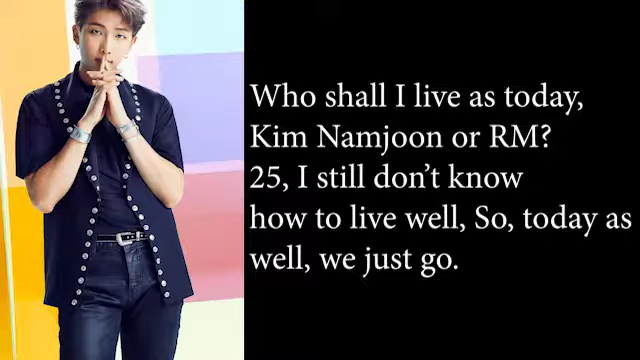 Who shall I live as today,
Kim Namjoon or RM?
25, I still don’t know
how to live well, So, today as
well, we just go.